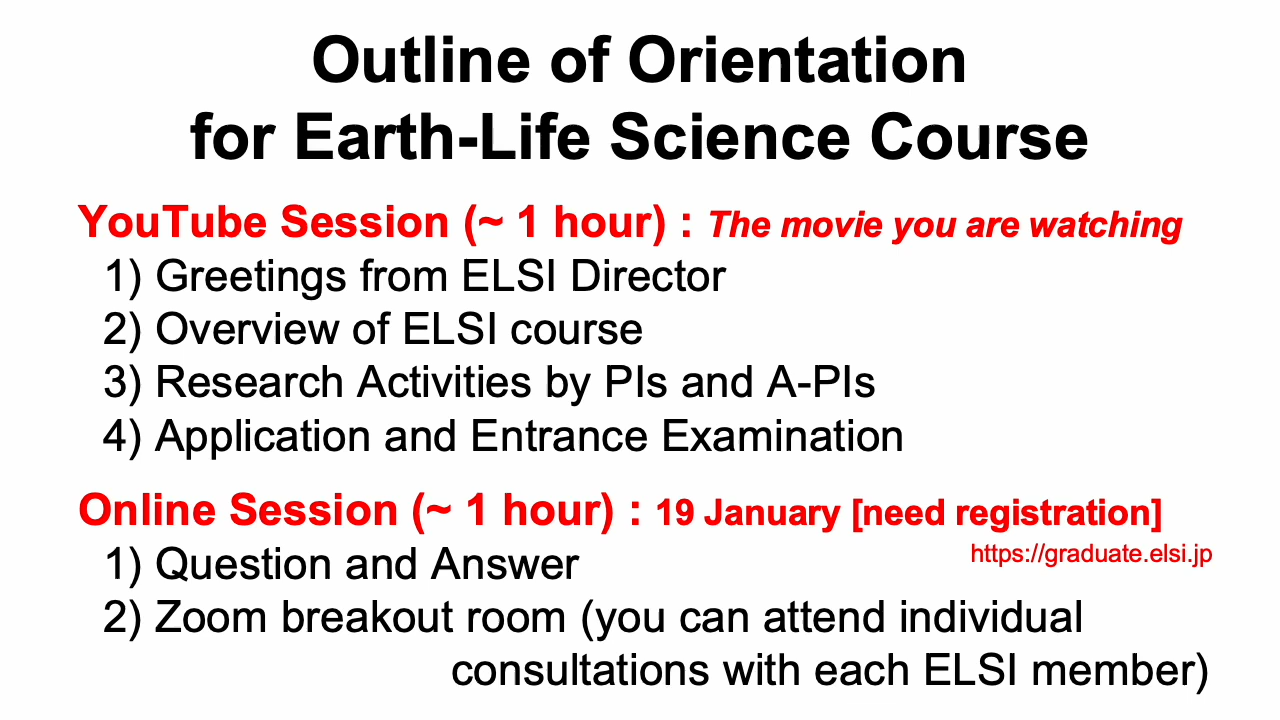 Outline of Orientation
for Earth-Life Science Course
YouTube Session (~ 1 hour) : The movie you are watching
1) Greetings from ELSI Director
2) Overview of ELSI course
3) Research Activities by PIs and A-PIs
4) Application and Entrance Examination
Online Session (~ 1 hour) : 19 January [need registration]
https://graduate.elsi.jp
1) Question and Answer
2) Zoom breakout room (you can attend individual
consultations with each ELSI member)